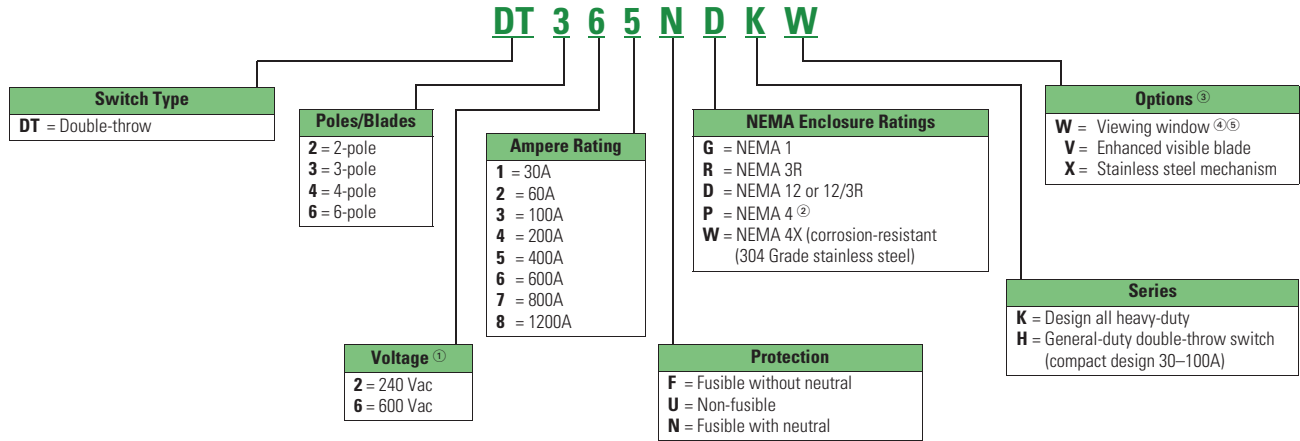 DT 3 6 5 N D K W
Switch Type
DT = Double-throw
Poles/Blades
2 = 2-pole
3 = 3-pole
4 = 4-pole
6 = 6-pole
Voltage ①
2 = 240 Vac
6 = 600 Vac
Ampere Rating
1 = 30A
2 = 60A
3 = 100A
4 = 200A
5 = 400A
6 = 600A
7 = 800A
8 = 1200A
Protection
F = Fusible without neutral
U = Non-fusible
N = Fusible with neutral
NEMA Enclosure Ratings
G = NEMA 1
R = NEMA 3R
D = NEMA 12 or 12/3R
P = NEMA 4 ②
W = NEMA 4X (corrosion-resistant
(304 Grade stainless steel)
Series
K = Design all heavy-duty
H = General-duty double-throw switch
(compact design 30–100A)
Options ③
W = Viewing window ④⑤
V = Enhanced visible blade
X = Stainless steel mechanism